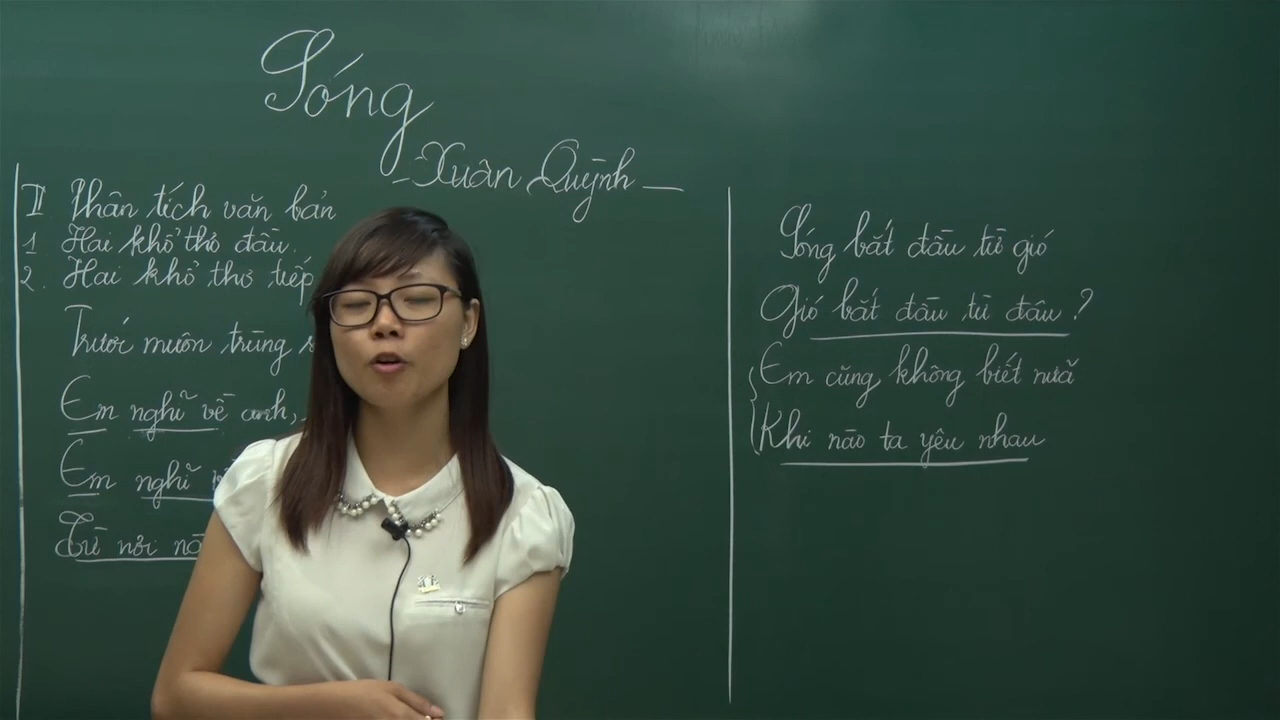 Sóng
- Xuân Quỳnh -
II Phân tích văn bản
1 Hai khổ thơ đầu.
2. Hai khổ thơ tiếp
Trước muôn trùng s
Em nghĩ về anh,
Em nghĩ
Từ nơi
Sóng bắt đầu từ gió
Gió bắt đầu từ đâu?
Em cũng không biết nữa
Khi nào ta yêu nhau